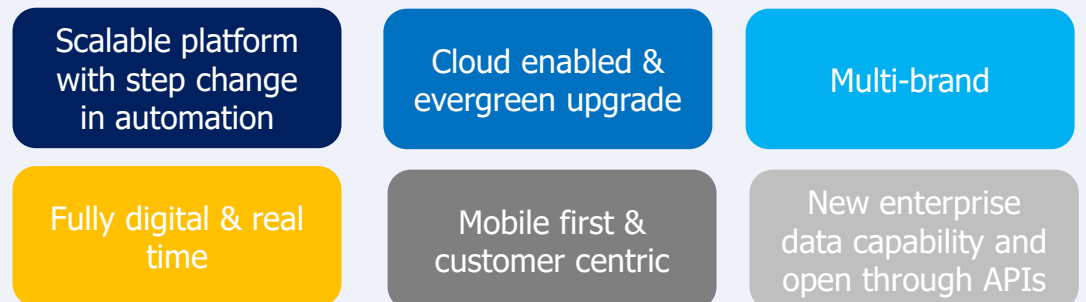 Scalable platform
with step change
in automation
Cloud enabled &
evergreen upgrade
Multi-brand
Fully digital & real
time
Mobile first &
customer centric
New enterprise
data capability and
open through APIs